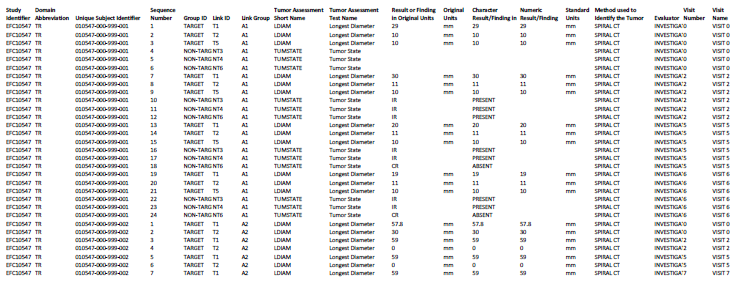 Study Domain Sequence Tumor Assessment Tumor Assessment Result or Finding Original Character Numeric Standard Method used to Visit Visit
Identifier Abbreviation Unique Subject Identifier Number Group ID Link ID Link Group Short Name Test Name in Original Units Units Result/Finding in Result/Finding Units Identify the Tumor Evaluator Number Name
EFC10547 TR 010547-000-999-001 1 TARGET T1 A1 LDIAM Longest Diameter 29 mm 29 29 mm SPIRAL CT INVESTIGA'0 VISIT 0
EFC10547 TR 010547-000-999-001 2 TARGET T2 A1 LDIAM Longest Diameter 10 mm 10 10 mm SPIRAL CT INVESTIGA'0 VISIT 0
EFC10547 TR 010547-000-999-001 3 TARGET T5 A1 LDIAM Longest Diameter 10 mm 10 10 mm SPIRAL CT INVESTIGA'0 VISIT 0
EFC10547 TR 010547-000-999-001 4 NON-TARG NT3 A1 TUMSTATE Tumor State SPIRAL CT INVESTIGA'0 VISIT 0
EFC10547 TR 010547-000-999-001 5 NON-TARG NT4 A1 TUMSTATE Tumor State SPIRAL CT INVESTIGA'0 VISIT 0
EFC10547 TR 010547-000-999-001 6 NON-TARG NT6 A1 TUMSTATE Tumor State SPIRAL CT INVESTIGA'0 VISIT 0
EFC10547 TR 010547-000-999-001 7 TARGET T1 A1 LDIAM Longest Diameter 30 mm 30 30 mm SPIRAL CT INVESTIGA'2 VISIT 2
EFC10547 TR 010547-000-999-001 8 TARGET T2 A1 LDIAM Longest Diameter 11 mm 11 11 mm SPIRAL CT INVESTIGA'2 VISIT 2
EFC10547 TR 010547-000-999-001 9 TARGET T5 A1 LDIAM Longest Diameter 10 mm 10 10 mm SPIRAL CT INVESTIGA'2 VISIT 2
EFC10547 TR 010547-000-999-001 10 NON-TARG NT3 A1 TUMSTATE Tumor State IR PRESENT SPIRAL CT INVESTIGA'2 VISIT 2
EFC10547 TR 010547-000-999-001 11 NON-TARG NT4 A1 TUMSTATE Tumor State IR PRESENT SPIRAL CT INVESTIGA'2 VISIT 2
EFC10547 TR 010547-000-999-001 12 NON-TARG NT6 A1 TUMSTATE Tumor State IR PRESENT SPIRAL CT INVESTIGA'2 VISIT 2
EFC10547 TR 010547-000-999-001 13 TARGET T1 A1 LDIAM Longest Diameter 20 mm 20 20 mm SPIRAL CT INVESTIGA'5 VISIT 5
EFC10547 TR 010547-000-999-001 14 TARGET T2 A1 LDIAM Longest Diameter 11 mm 11 11 mm SPIRAL CT INVESTIGA'5 VISIT 5
EFC10547 TR 010547-000-999-001 15 TARGET T5 A1 LDIAM Longest Diameter 10 mm 10 10 mm SPIRAL CT INVESTIGA'5 VISIT 5
EFC10547 TR 010547-000-999-001 16 NON-TARG NT3 A1 TUMSTATE Tumor State IR PRESENT SPIRAL CT INVESTIGA'5 VISIT 5
EFC10547 TR 010547-000-999-001 17 NON-TARG NT4 A1 TUMSTATE Tumor State IR PRESENT SPIRAL CT INVESTIGA'5 VISIT 5
EFC10547 TR 010547-000-999-001 18 NON-TARG NT6 A1 TUMSTATE Tumor State CR ABSENT SPIRAL CT INVESTIGA'5 VISIT 5
EFC10547 TR 010547-000-999-001 19 TARGET T1 A1 LDIAM Longest Diameter 19 mm 19 19 mm SPIRAL CT INVESTIGA'6 VISIT 6
EFC10547 TR 010547-000-999-001 20 TARGET T2 A1 LDIAM Longest Diameter 11 mm 11 11 mm SPIRAL CT INVESTIGA'6 VISIT 6
EFC10547 TR 010547-000-999-001 21 TARGET T5 A1 LDIAM Longest Diameter 10 mm 10 10 mm SPIRAL CT INVESTIGA'6 VISIT 6
EFC10547 TR 010547-000-999-001 22 NON-TARG NT3 A1 TUMSTATE Tumor State IR PRESENT SPIRAL CT INVESTIGA'6 VISIT 6
EFC10547 TR 010547-000-999-001 23 NON-TARG NT4 A1 TUMSTATE Tumor State IR PRESENT SPIRAL CT INVESTIGA'6 VISIT 6
EFC10547 TR 010547-000-999-001 24 NON-TARG NT6 A1 TUMSTATE Tumor State CR ABSENT SPIRAL CT INVESTIGA'6 VISIT 6
EFC10547 TR 010547-000-999-002 1 TARGET T1 A2 LDIAM Longest Diameter 57.8 mm 57.8 57.8 mm SPIRAL CT INVESTIGA'0 VISIT 0
EFC10547 TR 010547-000-999-002 2 TARGET T2 A2 LDIAM Longest Diameter 30 mm 30 30 mm SPIRAL CT INVESTIGA'0 VISIT 0
EFC10547 TR 010547-000-999-002 3 TARGET T1 A2 LDIAM Longest Diameter 59 mm 59 59 mm SPIRAL CT INVESTIGA'2 VISIT 2
EFC10547 TR 010547-000-999-002 4 TARGET T2 A2 LDIAM Longest Diameter 0 mm 0 0 mm SPIRAL CT INVESTIGA'2 VISIT 2
EFC10547 TR 010547-000-999-002 5 TARGET T1 A2 LDIAM Longest Diameter 59 mm 59 59 mm SPIRAL CT INVESTIGA'5 VISIT 5
EFC10547 TR 010547-000-999-002 6 TARGET T2 A2 LDIAM Longest Diameter 0 mm 0 0 mm SPIRAL CT INVESTIGA'5 VISIT 5
EFC10547 TR 010547-000-999-002 7 TARGET T1 A2 LDIAM Longest Diameter 59 mm 59 59 mm SPIRAL CT INVESTIGA'7 VISIT 7